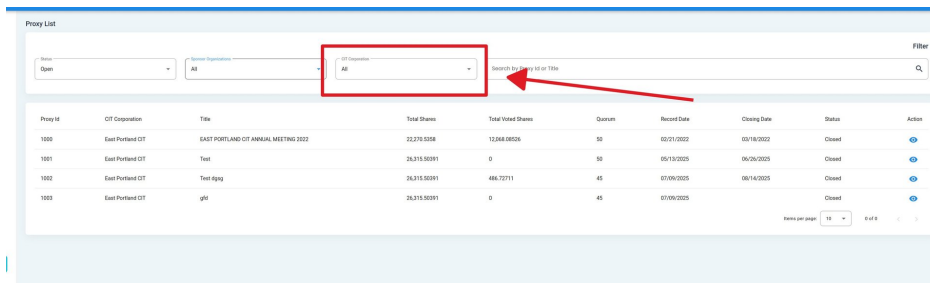 Proxy List
Filter
Status
Open
Sponsor Organizations
All
CIT Corporation
All
Search by Proxy Id or Title
Proxy Id CIT Corporation Title Total Shares Total Voted Shares Quorum Record Date Closing Date Status Action
1000 East Portland CIT EAST PORTLAND CIT ANNUAL MEETING 2022 22,270.5358 12,068.08526 50 02/21/2022 03/18/2022 Closed
1001 East Portland CIT Test 26,315.50391 0 50 05/13/2025 06/26/2025 Closed
1002 East Portland CIT Test dgsg 26,315.50391 486.72711 45 07/09/2025 08/14/2025 Closed
1003 East Portland CIT gfd 26,315.50391 0 45 07/09/2025 Closed
Items per page: 10 0 of 0